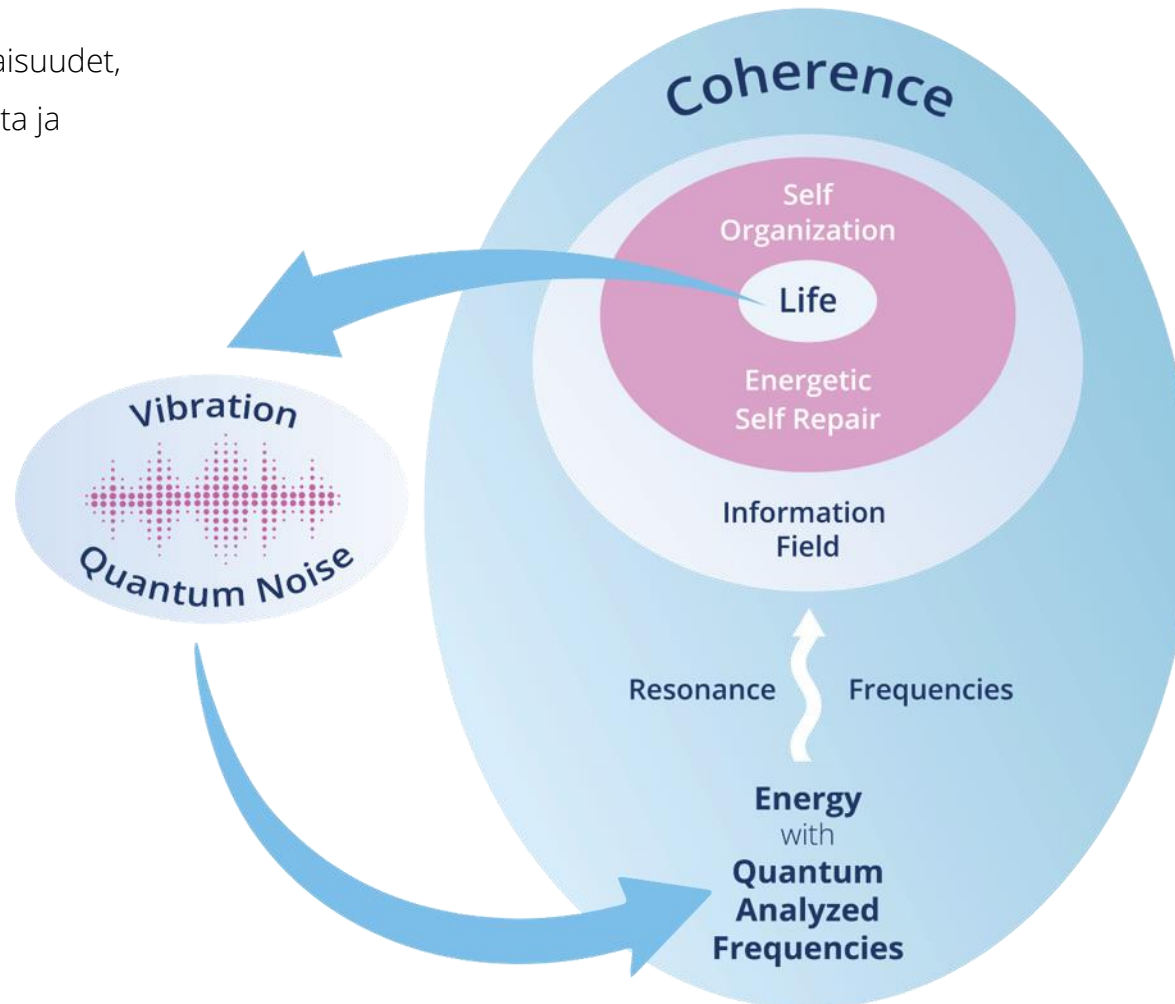 aisuudet,
ta ja
Coherence
Self
Organization
Life
Energetic
Self Repair
Information
Field
Vibration
Quantum Noise
Resonance Frequencies
Energy
with
Quantum
Analyzed
Frequencies